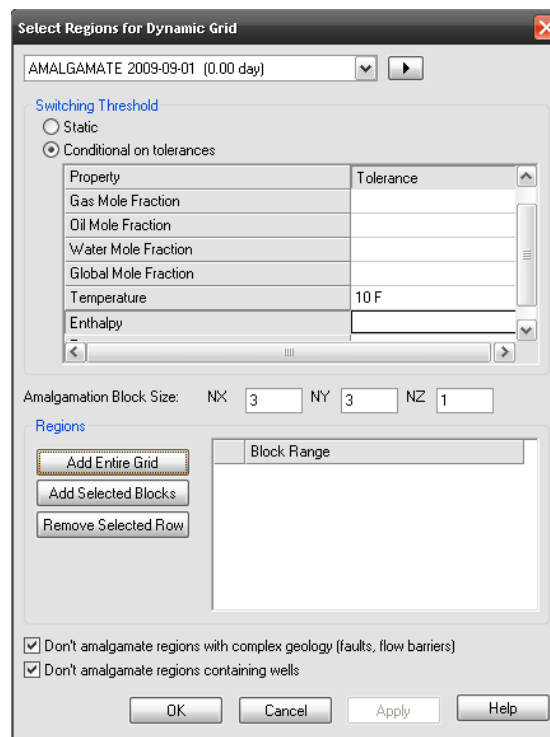 Select Regions for Dynamic Grid
AMALGAMATE 2009-09-01 (0.00 day)
Switching Threshold
Static
Conditional on tolerances
Property Tolerance
Gas Mole Fraction
Oil Mole Fraction
Water Mole Fraction
Global Mole Fraction
Temperature 10 F
Enthalpy
Amalgamation Block Size: NX 3 NY 3 NZ 1
Regions
Add Entire Grid
Block Range
Add Selected Blocks
Remove Selected Row
Don't amalgamate regions with complex geology (faults, flow barriers)
Don't amalgamate regions containing wells
OK Cancel Apply Help